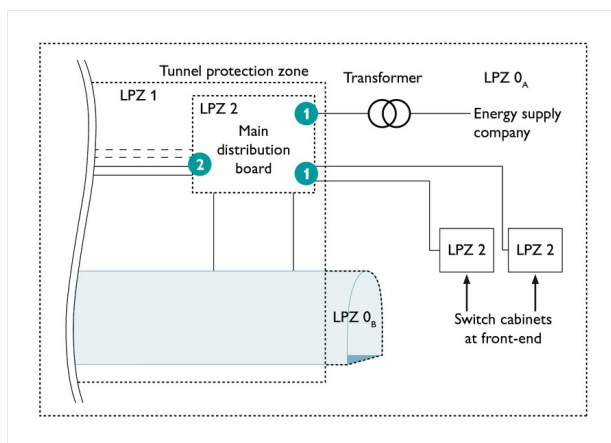 Tunnel protection zone
Transformer
LPZ 0A
LPZ 1
LPZ 2
1
Main
distribution
board
Energy supply
company
2
1
LPZ 2
LPZ 2
LPZ 0B
Switch cabinets
at front-end